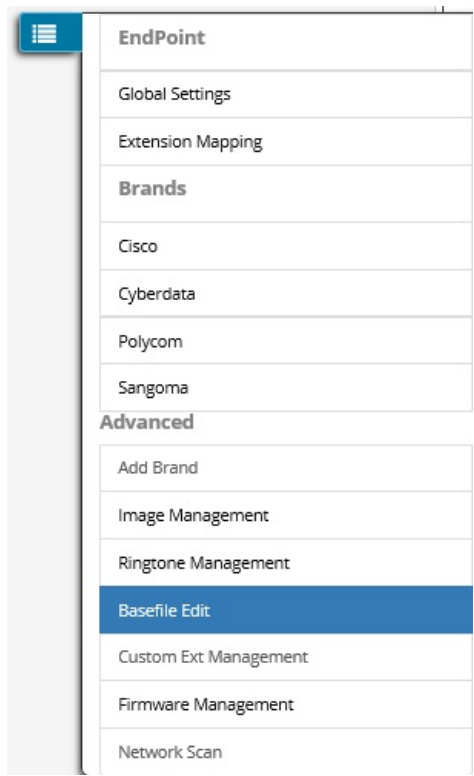 EndPoint
Global Settings
Extension Mapping
Brands
Cisco
Cyberdata
Polycom
Sangoma
Advanced
Add Brand
Image Management
Ringtone Management
Basefile Edit
Custom Ext Management
Firmware Management
Network Scan